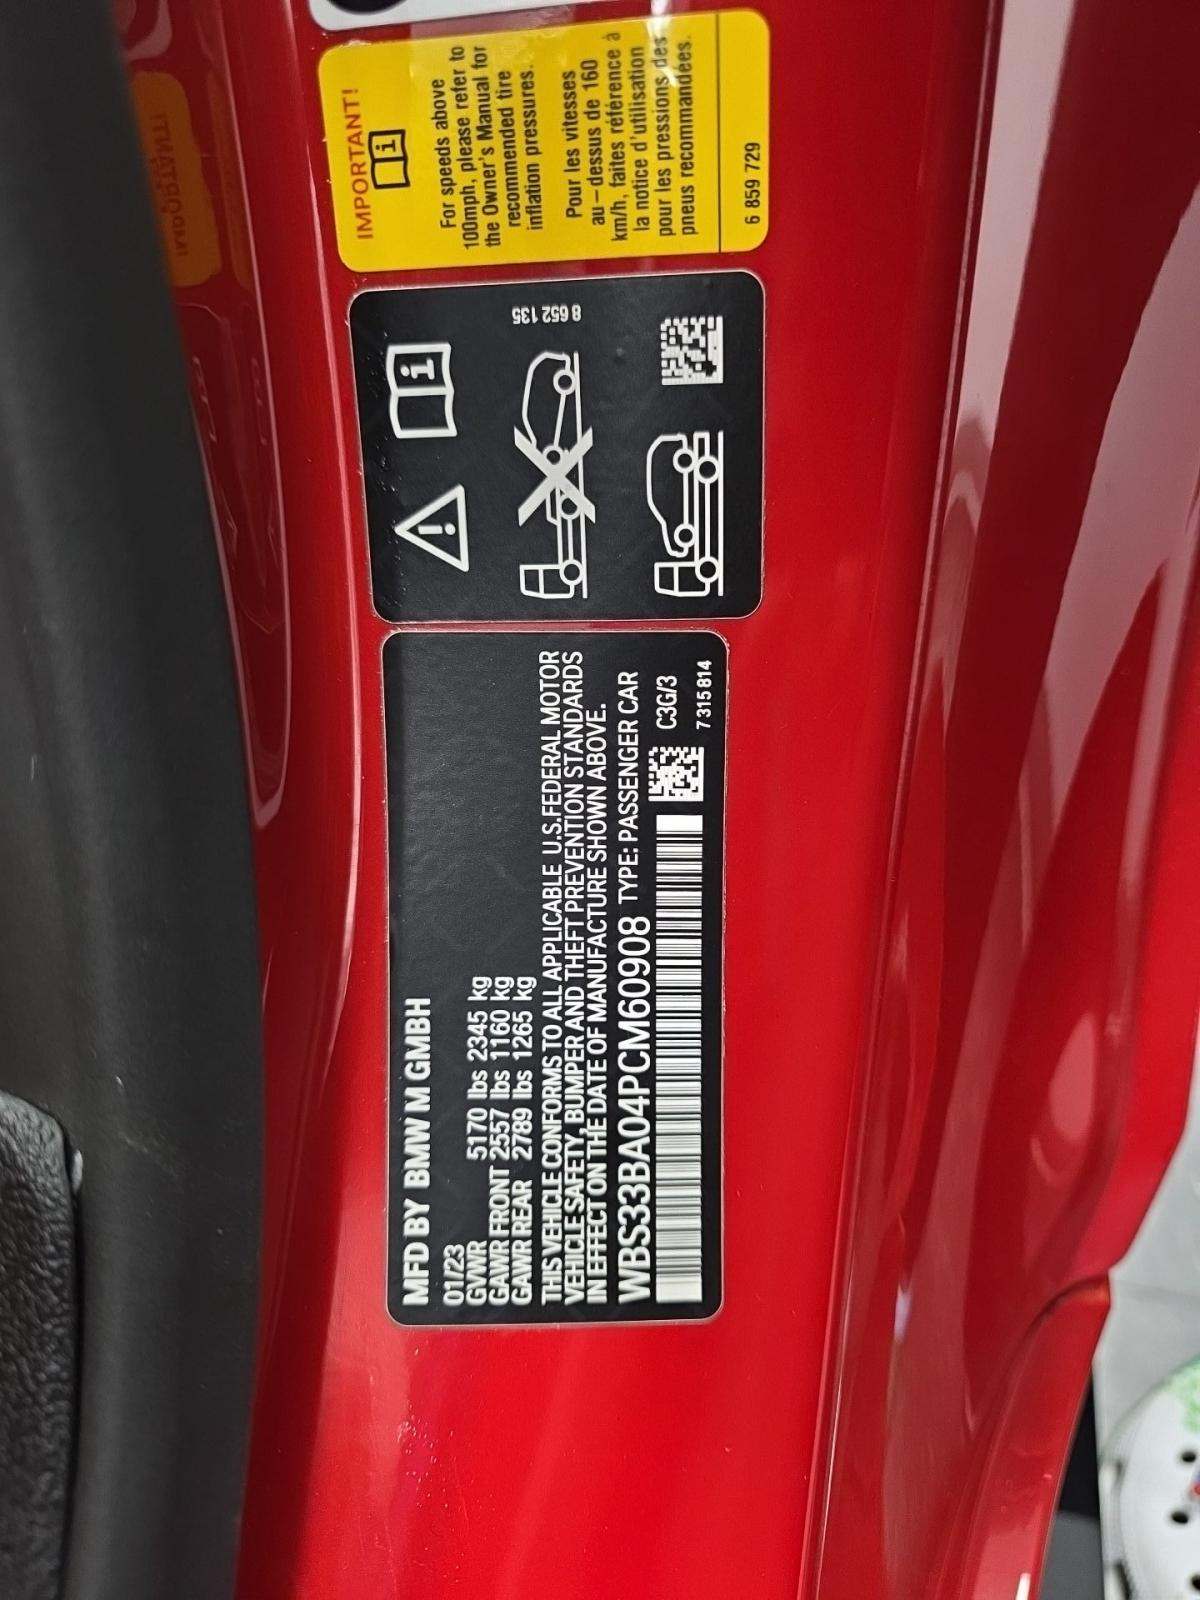 IMPORTANT!
For speeds above
100mph, please refer to
the Owner's Manual for
recommended tire
inflation pressures
Pour les vitesses
au-dessus de 160
km/h, faites référence à
la notice d'utilisation
pour les pressions des
pneus recommandées.
6 859 729
8 652 135
MFD BY BMW M GMBH
01/23
GVWR 5170 lbs 2345 kg
GAWR FRONT 2557 lbs 1160 kg
GAWR REAR 2789 lbs 1265 kg
THIS VEHICLE CONFORMS TO ALL APPLICABLE U.S.FEDERAL MOTOR
VEHICLE SAFETY, BUMPER AND THEFT PREVENTION STANDARDS
IN EFFECT ON THE DATE OF MANUFACTURE SHOWN ABOVE.
WBS33BA04PCM60908 TYPE: PASSENGER CAR
C3G/3
7 315 814